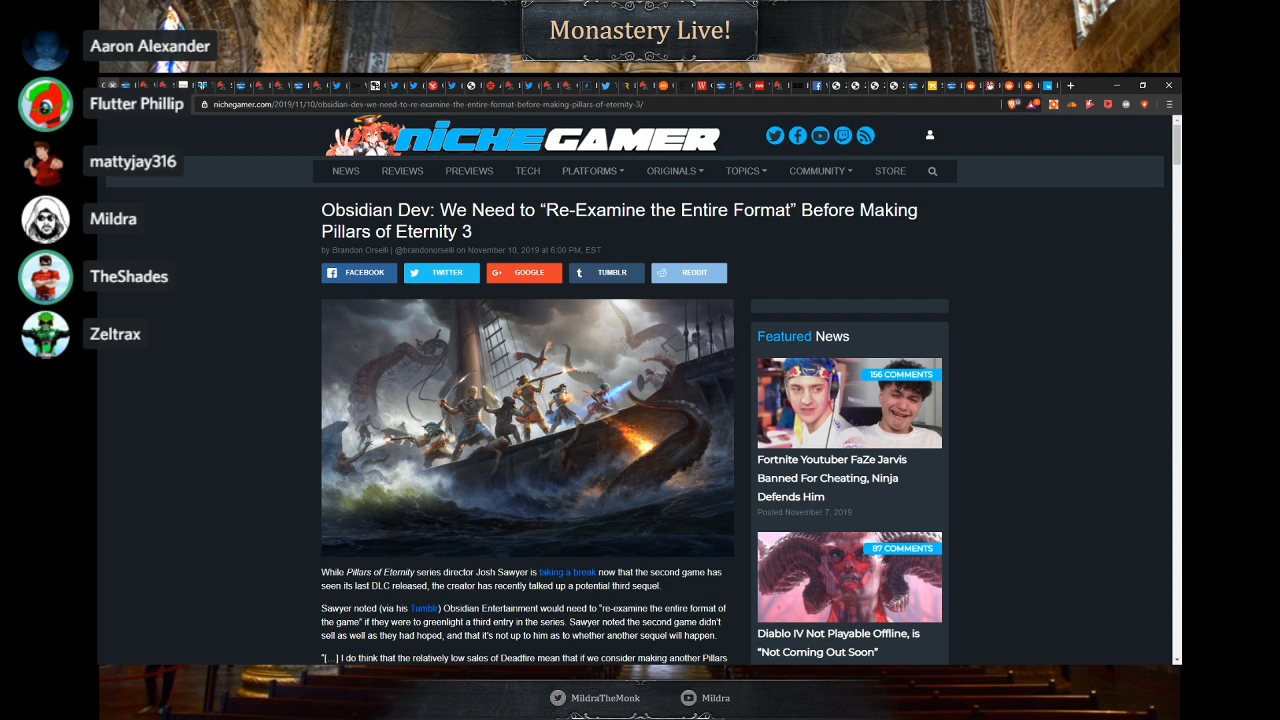 Monastery Live!
Aaron Alexander
Flutter Phillip
mattyjay316
Mildra
TheShades
Zeltrax
nichegamer.com/2019/11/10/obsidian-dev-we-need-to-re-examine-the-entire-format-before-making-pillars-of-eternity-3/
NICHEGAMER
NEWS REVIEWS PREVIEWS TECH PLATFORMS ORIGINALS TOPICS COMMUNITY STORE
Obsidian Dev: We Need to “Re-Examine the Entire Format” Before Making
Pillars of Eternity 3
by Brandon Orselli | @brandonorselli on November 10, 2019 at 6:00 PM, EST
FACEBOOK TWITTER G+ GOOGLE TUMBLR REDDIT
While Pillars of Eternity series director Josh Sawyer is taking a break now that the second game has
seen its last DLC released, the creator has recently talked up a potential third sequel.
Sawyer noted (via his Tumblr) Obsidian Entertainment would need to “re-examine the entire format of
the game” if they were to greenlight a third entry in the series. Sawyer noted the second game didn’t
sell as well as they had hoped, and that it’s not up to him as to whether another sequel will happen.
“[…] I do think that the relatively low sales of Deadfire mean that if we consider making another Pillars
Featured News
156 COMMENTS
Fortnite Youtuber FaZe Jarvis
Banned For Cheating, Ninja
Defends Him
Posted November 7, 2019
87 COMMENTS
Diablo IV Not Playable Offline, is
“Not Coming Out Soon”
MildraTheMonk Mildra